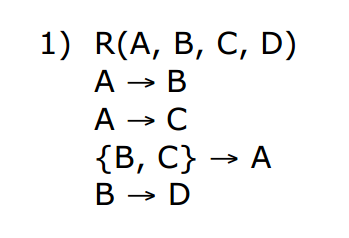 1) R(A, B, C, D)
A → B
A → C
{B, C} → A
B → D